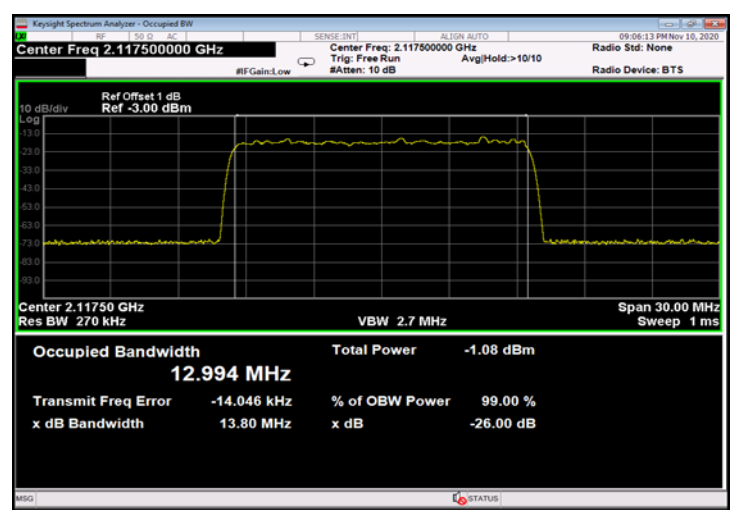 Keysight Spectrum Analyzer - Occupied BW
RF 50 Ω AC SENSE:INT ALIGN AUTO 09:06:13 PM Nov 10, 2020
Center Freq 2.117500000 GHz
Center Freq: 2.117500000 GHz
Radio Std: None
Trig: Free Run Avg|Hold:>10/10
#IFGain:Low
#Atten: 10 dB
Radio Device: BTS
Ref Offset 1 dB
10 dB/div Ref -3.00 dBm
Log
-13.0
-23.0
-33.0
-43.0
-53.0
-63.0
-73.0
-83.0
-93.0
Center 2.11750 GHz Span 30.00 MHz
Res BW 270 kHz VBW 2.7 MHz Sweep 1 ms
Occupied Bandwidth Total Power -1.08 dBm
12.994 MHz
Transmit Freq Error -14.046 kHz % of OBW Power 99.00 %
x dB Bandwidth 13.80 MHz x dB -26.00 dB
MSG STATUS